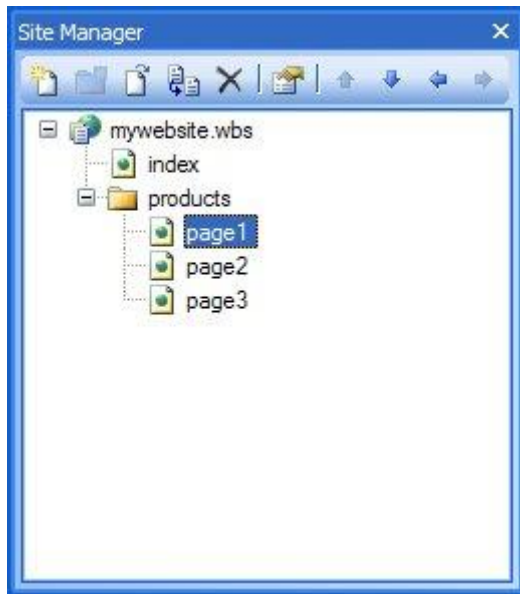 Site Manager
mywebsite.wbs
index
products
page1
page2
page3